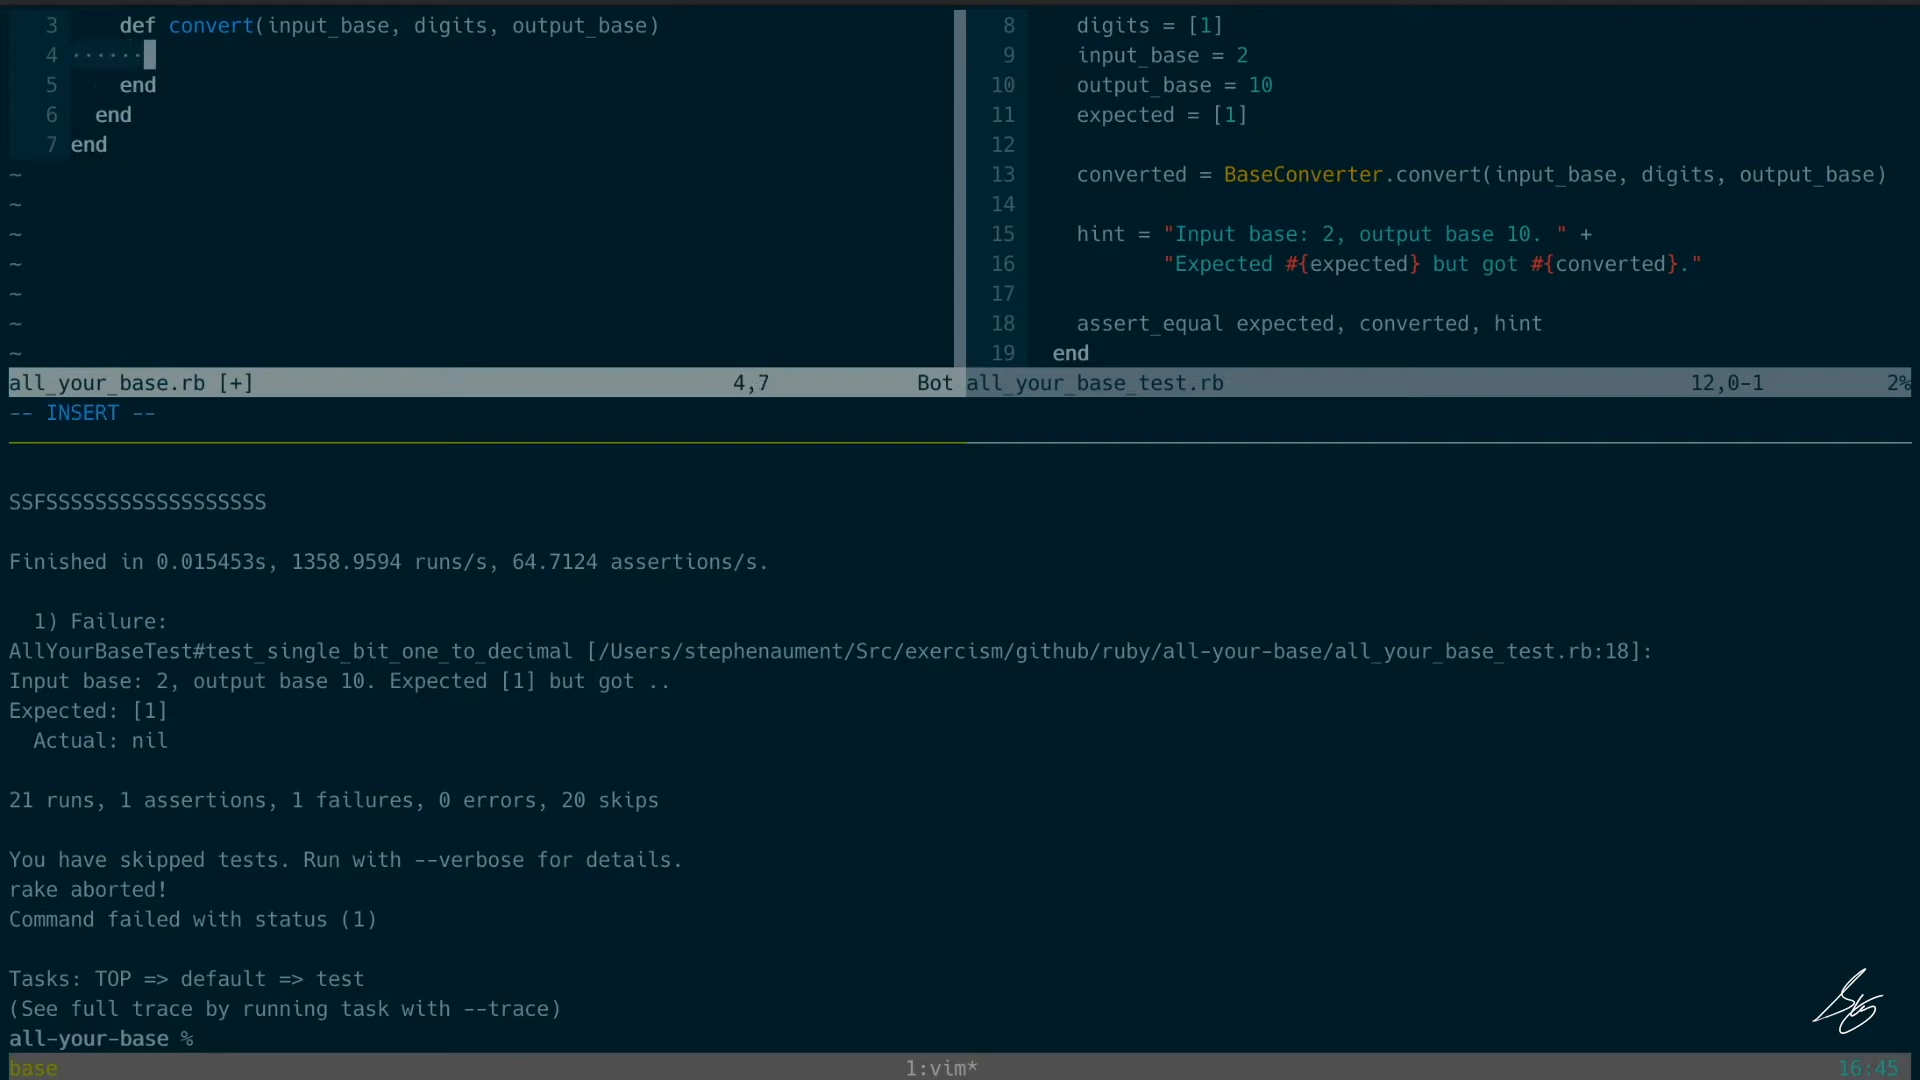 3 def convert(input_base, digits, output_base)
4 ······
5 end
6 end
7 end
~
~
~
~
~
~
~
all_your_base.rb [+] 4,7 Bot
8 digits = [1]
9 input_base = 2
10 output_base = 10
11 expected = [1]
12
13 converted = BaseConverter.convert(input_base, digits, output_base)
14
15 hint = "Input base: 2, output base 10. " +
16 "Expected #{expected} but got #{converted}."
17
18 assert_equal expected, converted, hint
19 end
all_your_base_test.rb 12,0-1 2%
-- INSERT --
SSFSSSSSSSSSSSSSSSSSS
Finished in 0.015453s, 1358.9594 runs/s, 64.7124 assertions/s.
1) Failure:
AllYourBaseTest#test_single_bit_one_to_decimal [/Users/stephenaument/Src/exercism/github/ruby/all-your-base/all_your_base_test.rb:18]:
Input base: 2, output base 10. Expected [1] but got ..
Expected: [1]
Actual: nil
21 runs, 1 assertions, 1 failures, 0 errors, 20 skips
You have skipped tests. Run with --verbose for details.
rake aborted!
Command failed with status (1)
Tasks: TOP => default => test
(See full trace by running task with --trace)
all-your-base %
base 1:vim* 16:45